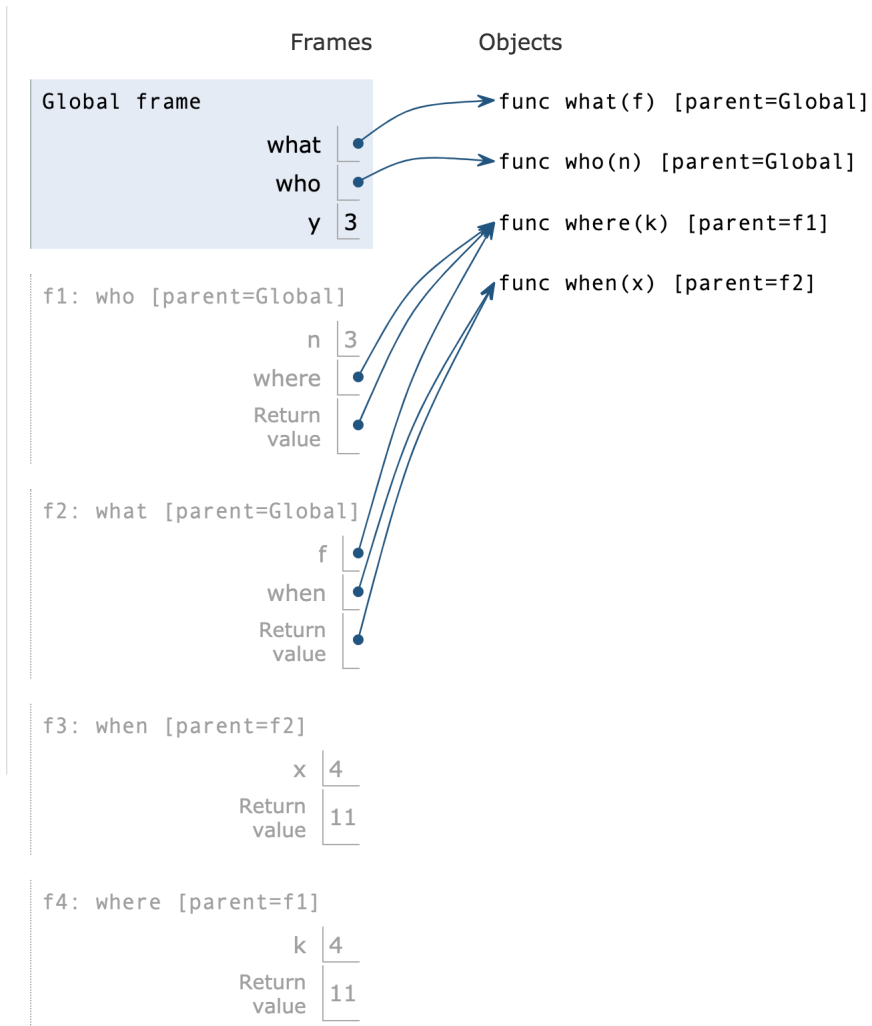 Frames Objects
Global frame
what
who
y 3
func what(f) [parent=Global]
func who(n) [parent=Global]
func where(k) [parent=f1]
func when(x) [parent=f2]
f1: who [parent=Global]
n 3
where
Return
value
f2: what [parent=Global]
f
when
Return
value
f3: when [parent=f2]
x 4
Return
value 11
f4: where [parent=f1]
k 4
Return
value 11